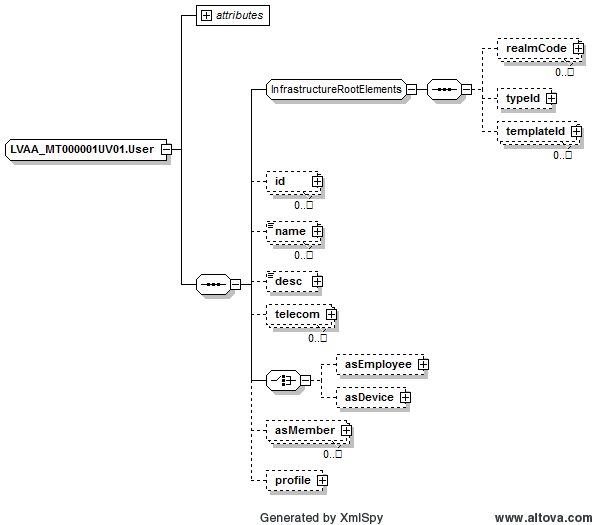 attributes
InfrastructureRootElements
realmCode
0..□
typeId
templateId
0..□
LVAA_MT000001UV01.User
id
0..□
name
0..□
desc
telecom
0..□
asEmployee
asDevice
asMember
0..□
profile
Generated by XmlSpy
www.altova.com